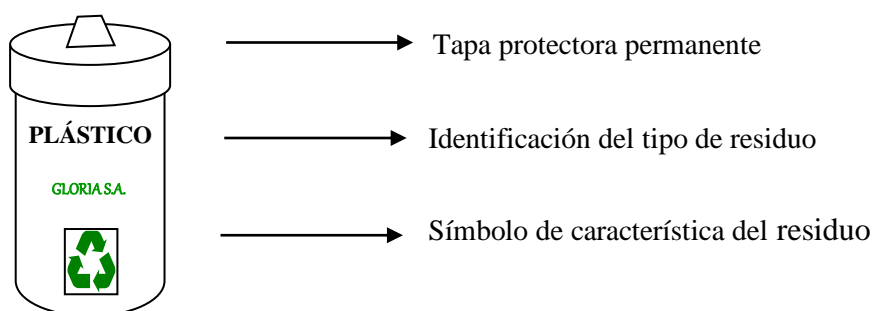 Tapa protectora permanente
PLÁSTICO
Identificación del tipo de residuo
GLORIA S.A.
Símbolo de característica del residuo